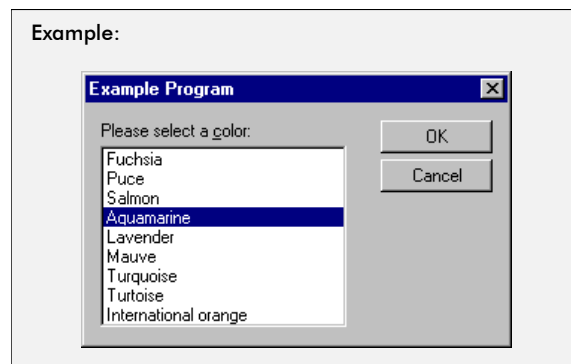 Example:
Example Program
Please select a color:
OK
Cancel
Fuchsia
Puce
Salmon
Aquamarine
Lavender
Mauve
Turquoise
Turtoise
International orange